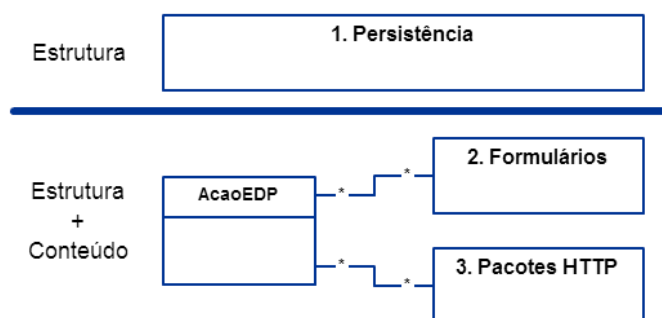 1. Persistência
Estrutura
2. Formulários
Estrutura
+
Conteúdo
AcaoEDP
*
*
3. Pacotes HTTP
*
*